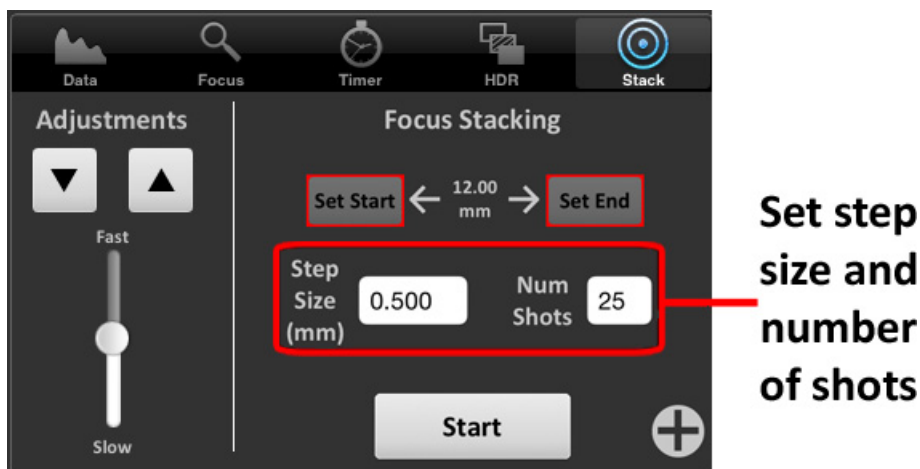 Data Focus Timer HDR Stack
Adjustments
Fast
Slow
Focus Stacking
Set Start
12.00
mm
Set End
Step
Size
(mm)
0.500
Num
Shots
25
Start
Set step
size and
number
of shots